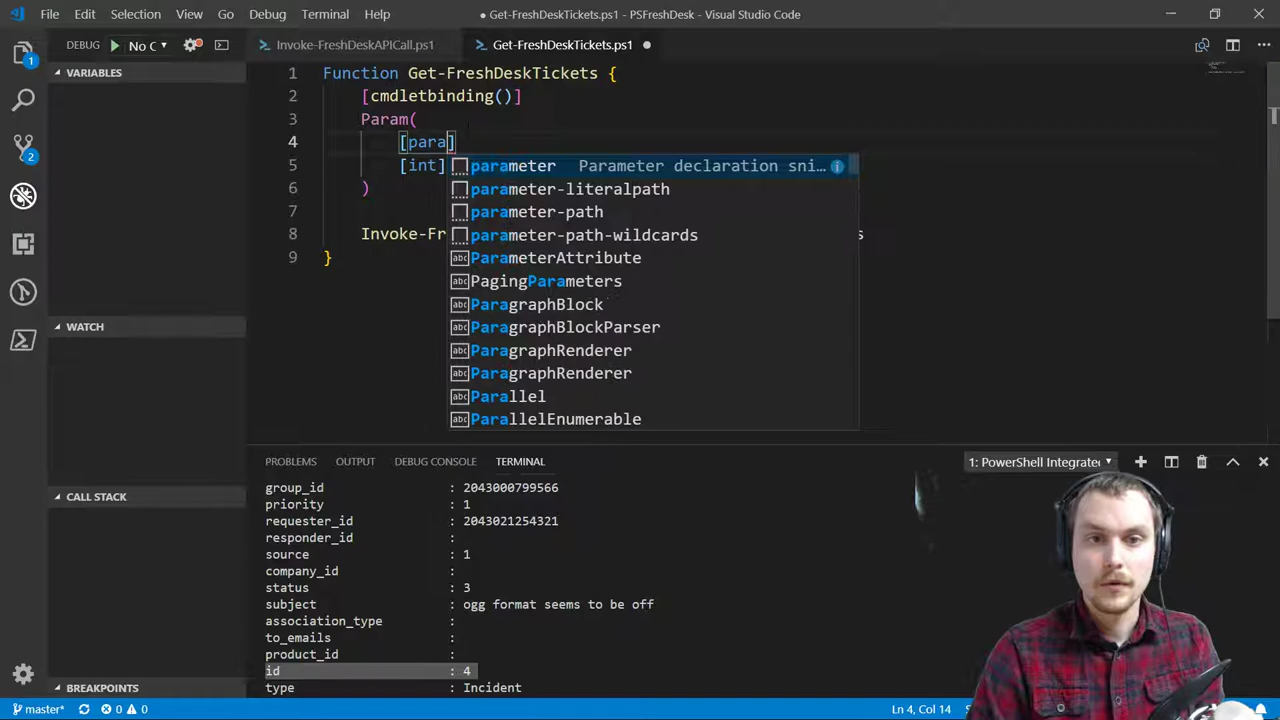 File Edit Selection View Go Debug Terminal Help
● Get-FreshDeskTickets.ps1 - PSFreshDesk - Visual Studio Code
DEBUG No C
Invoke-FreshDeskAPICall.ps1
Get-FreshDeskTickets.ps1 ●
1
2
VARIABLES
WATCH
CALL STACK
BREAKPOINTS
1 Function Get-FreshDeskTickets {
2 [cmdletbinding()]
3 Param(
4 [para]
5 [int]
6 )
7
8 Invoke-Fr s
9 }
parameter Parameter declaration sni...
parameter-literalpath
parameter-path
parameter-path-wildcards
ParameterAttribute
PagingParameters
ParagraphBlock
ParagraphBlockParser
ParagraphRenderer
ParagraphRenderer
Parallel
ParallelEnumerable
PROBLEMS OUTPUT DEBUG CONSOLE TERMINAL
1: PowerShell Integrate
group_id : 2043000799566
priority : 1
requester_id : 2043021254321
responder_id :
source : 1
company_id :
status : 3
subject : ogg format seems to be off
association_type :
to_emails :
product_id :
id : 4
type : Incident
master* 0 0
Ln 4, Col 14